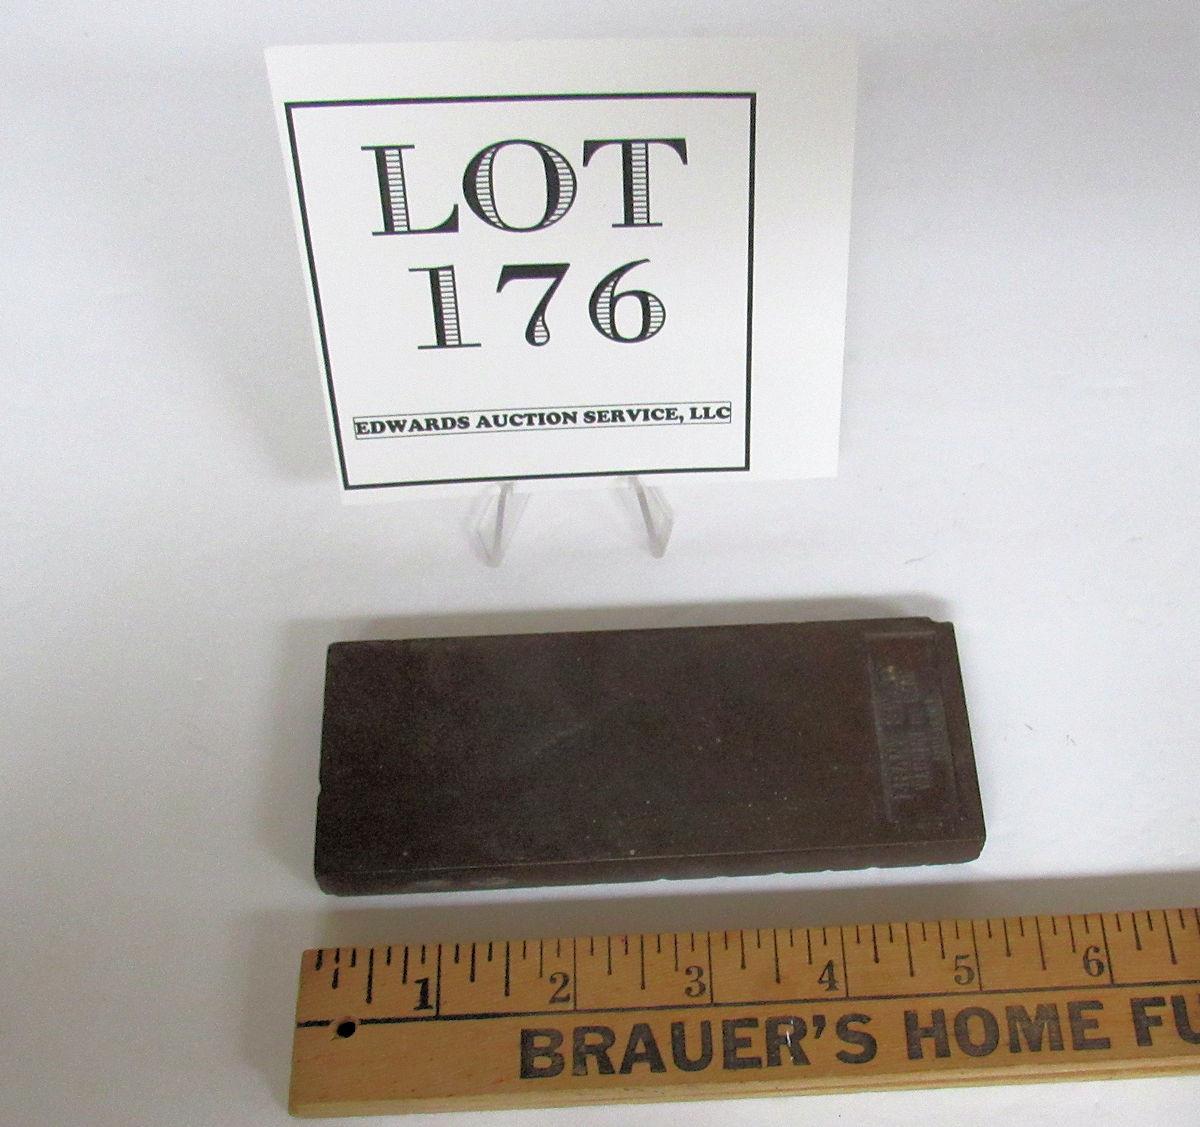 LOT
176
EDWARDS AUCTION SERVICE, LLC
1 2 3 4 5 6
BRAUER'S HOME FU